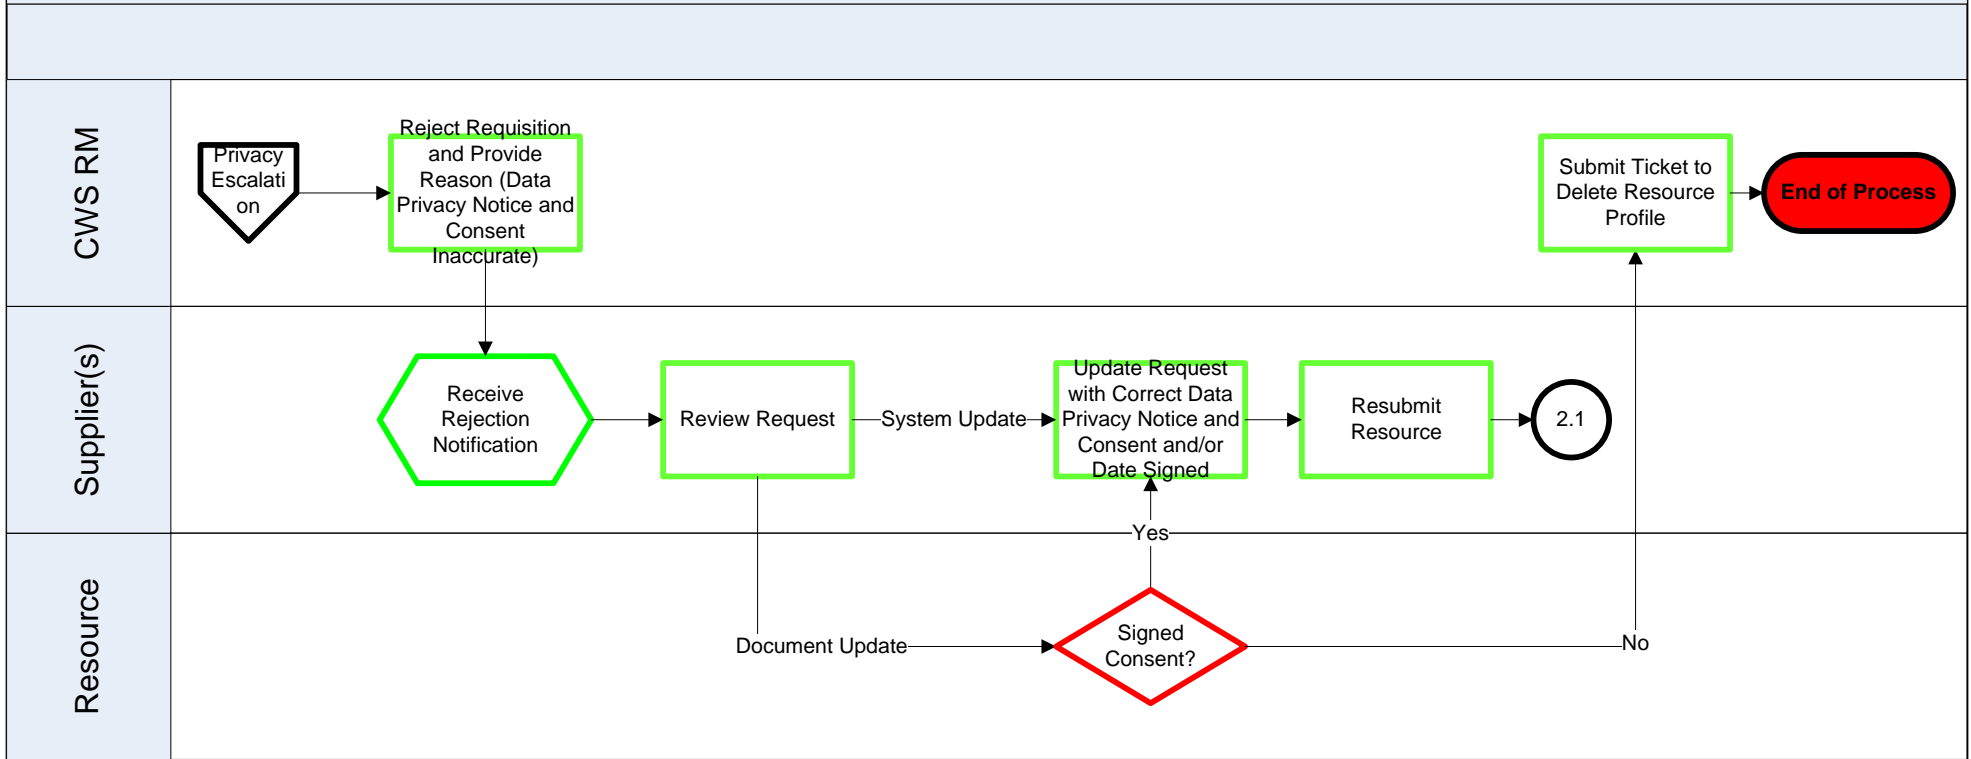 CWS RM
Privacy
Escalati
on
Reject Requisition
and Provide
Reason (Data
Privacy Notice and
Consent
Inaccurate)
Submit Ticket to
Delete Resource
Profile
End of Process
Supplier(s)
Receive
Rejection
Notification
Review Request
System Update
Update Request
with Correct Data
Privacy Notice and
Consent and/or
Date Signed
Resubmit
Resource
2.1
Yes
Resource
Document Update
Signed
Consent?
No